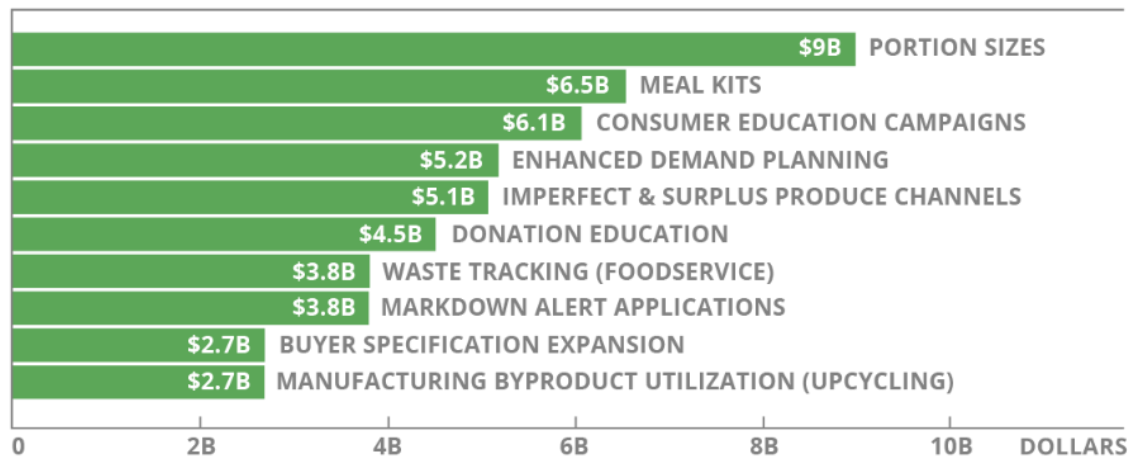 $9B PORTION SIZES
$6.5B MEAL KITS
$6.1B CONSUMER EDUCATION CAMPAIGNS
$5.2B ENHANCED DEMAND PLANNING
$5.1B IMPERFECT & SURPLUS PRODUCE CHANNELS
$4.5B DONATION EDUCATION
$3.8B WASTE TRACKING (FOODSERVICE)
$3.8B MARKDOWN ALERT APPLICATIONS
$2.7B BUYER SPECIFICATION EXPANSION
$2.7B MANUFACTURING BYPRODUCT UTILIZATION (UPCYCLING)
0 2B 4B 6B 8B 10B DOLLARS